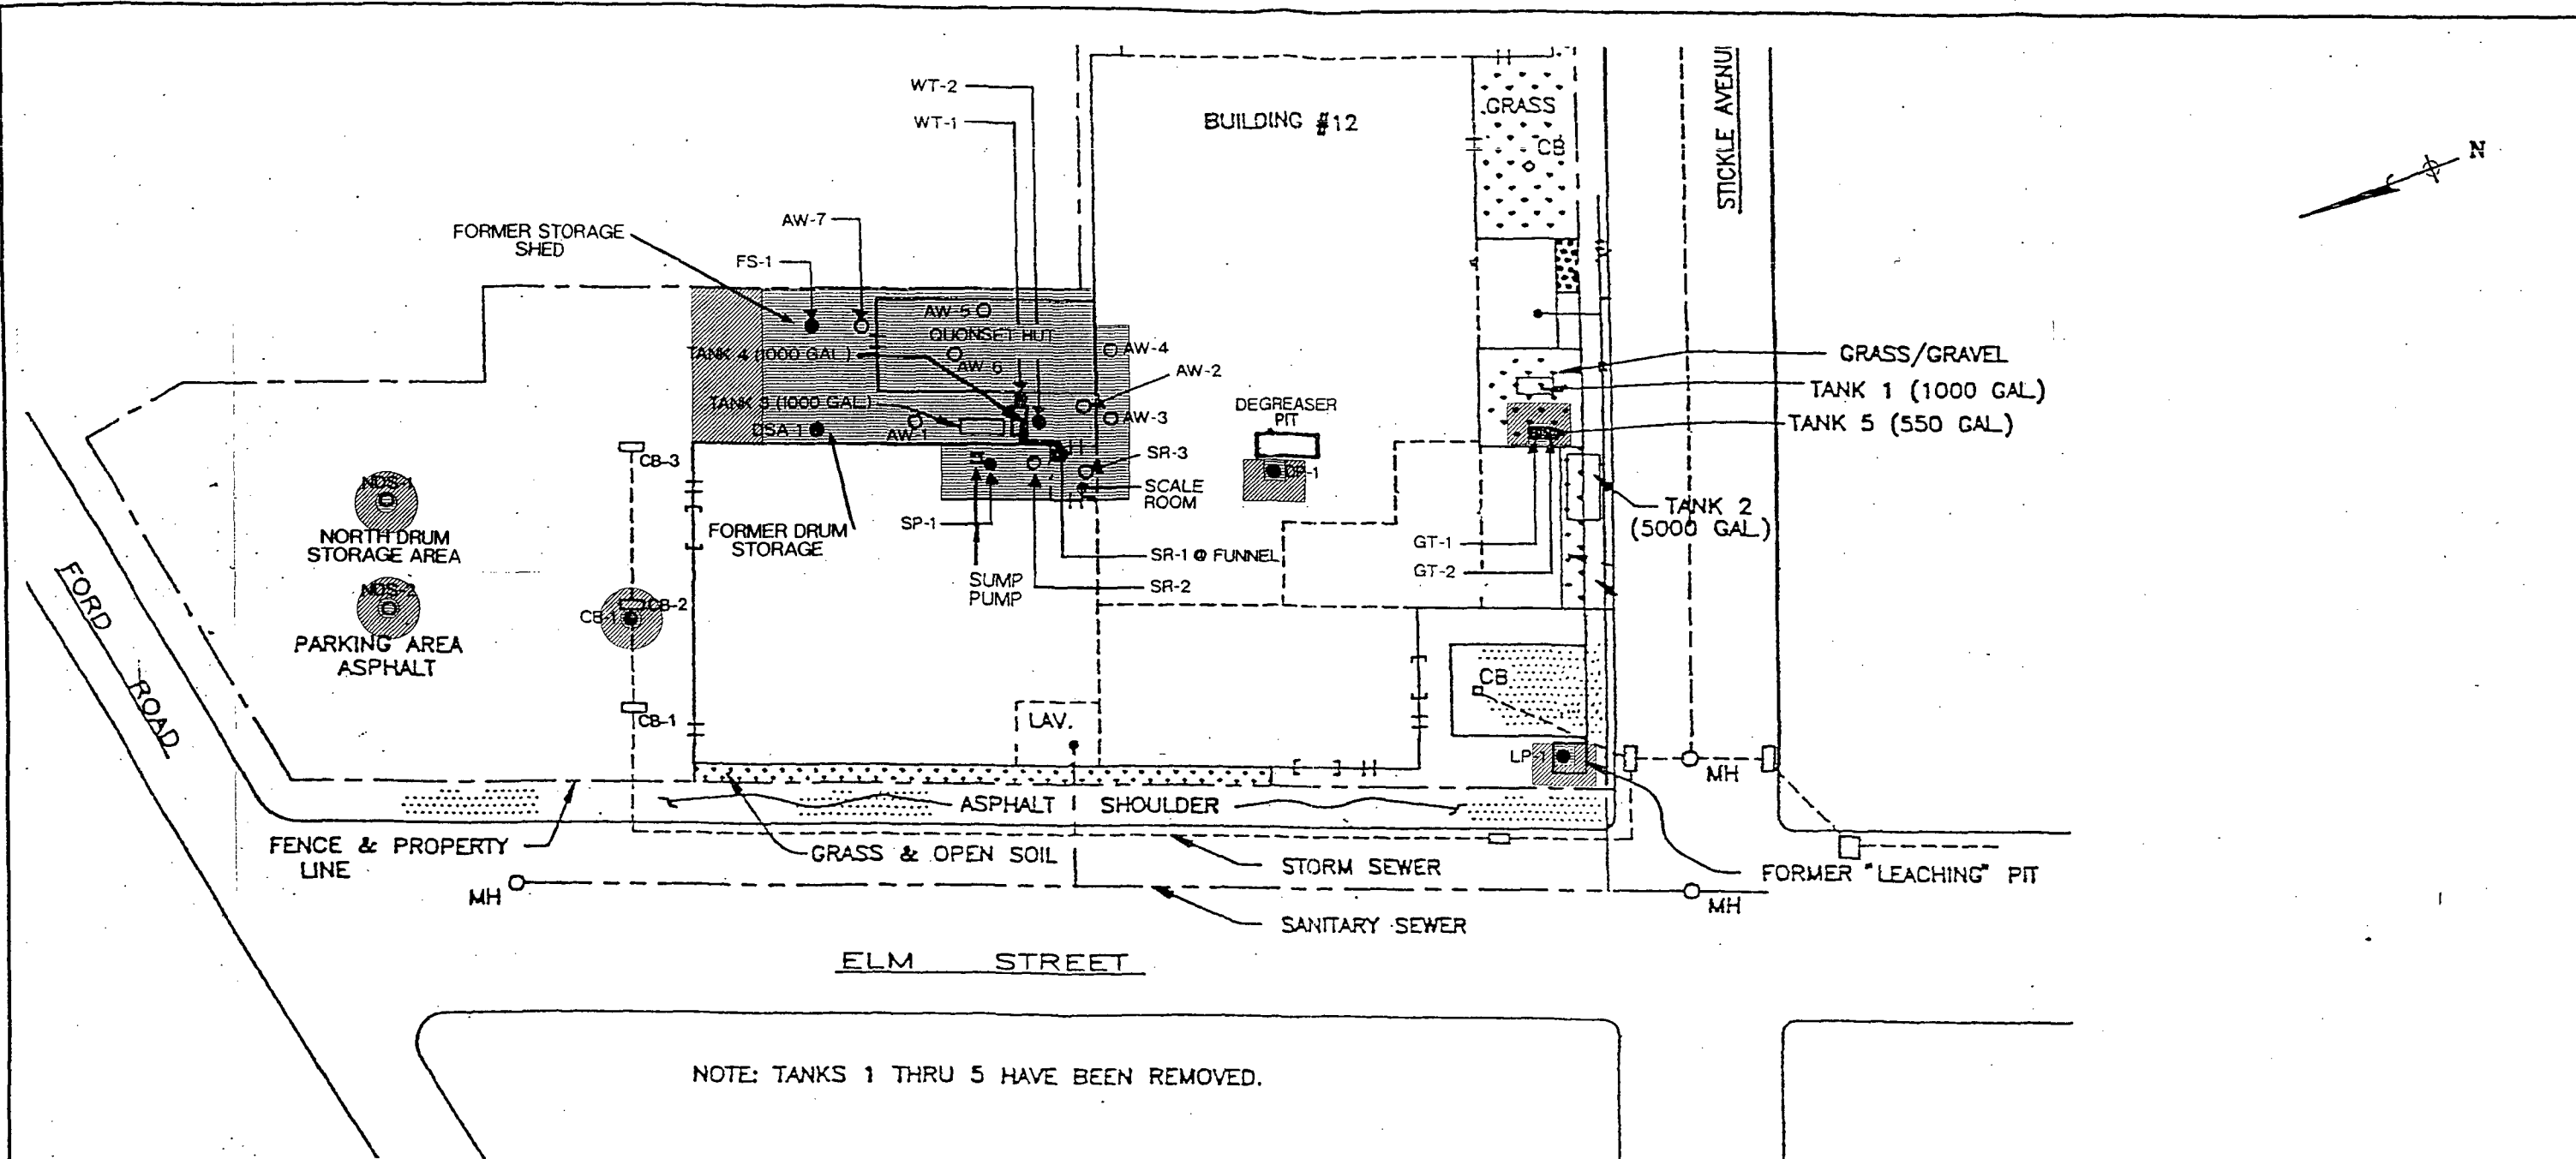 WT-2
WT-1
BUILDING #12
GRASS
CB
STICKLE AVENU
N
AW-7
FORMER STORAGE
SHED
FS-1
AW-5
QUONSET HUT
TANK 4 (1000 GAL)
AW-6
AW-4
AW-2
AW-3
TANK 3 (1000 GAL)
DSA-1
AW-1
GRASS/GRAVEL
TANK 1 (1000 GAL)
TANK 5 (550 GAL)
DEGREASER
PIT
DP-1
CB-3
SR-3
SCALE
ROOM
NDS-1
NORTH DRUM
STORAGE AREA
FORMER DRUM
STORAGE
SP-1
TANK 2
(5000 GAL)
GT-1
GT-2
SR-1 @ FUNNEL
SR-2
SUMP
PUMP
FORD ROAD
NDS-2
CB-2
CB-1
PARKING AREA
ASPHALT
CB
CB-1
LAV.
LP-1
MH
ASPHALT SHOULDER
FENCE & PROPERTY
LINE
GRASS & OPEN SOIL
STORM SEWER
FORMER "LEACHING" PIT
MH
MH
SANITARY SEWER
ELM STREET
NOTE: TANKS 1 THRU 5 HAVE BEEN REMOVED.